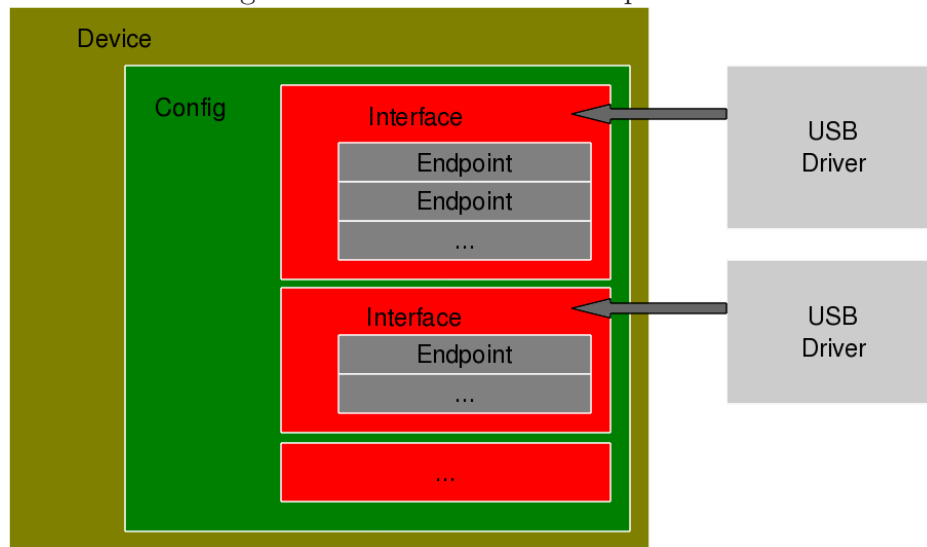 Device
Config
Interface
Endpoint
Endpoint
...
USB
Driver
Interface
Endpoint
...
USB
Driver
...